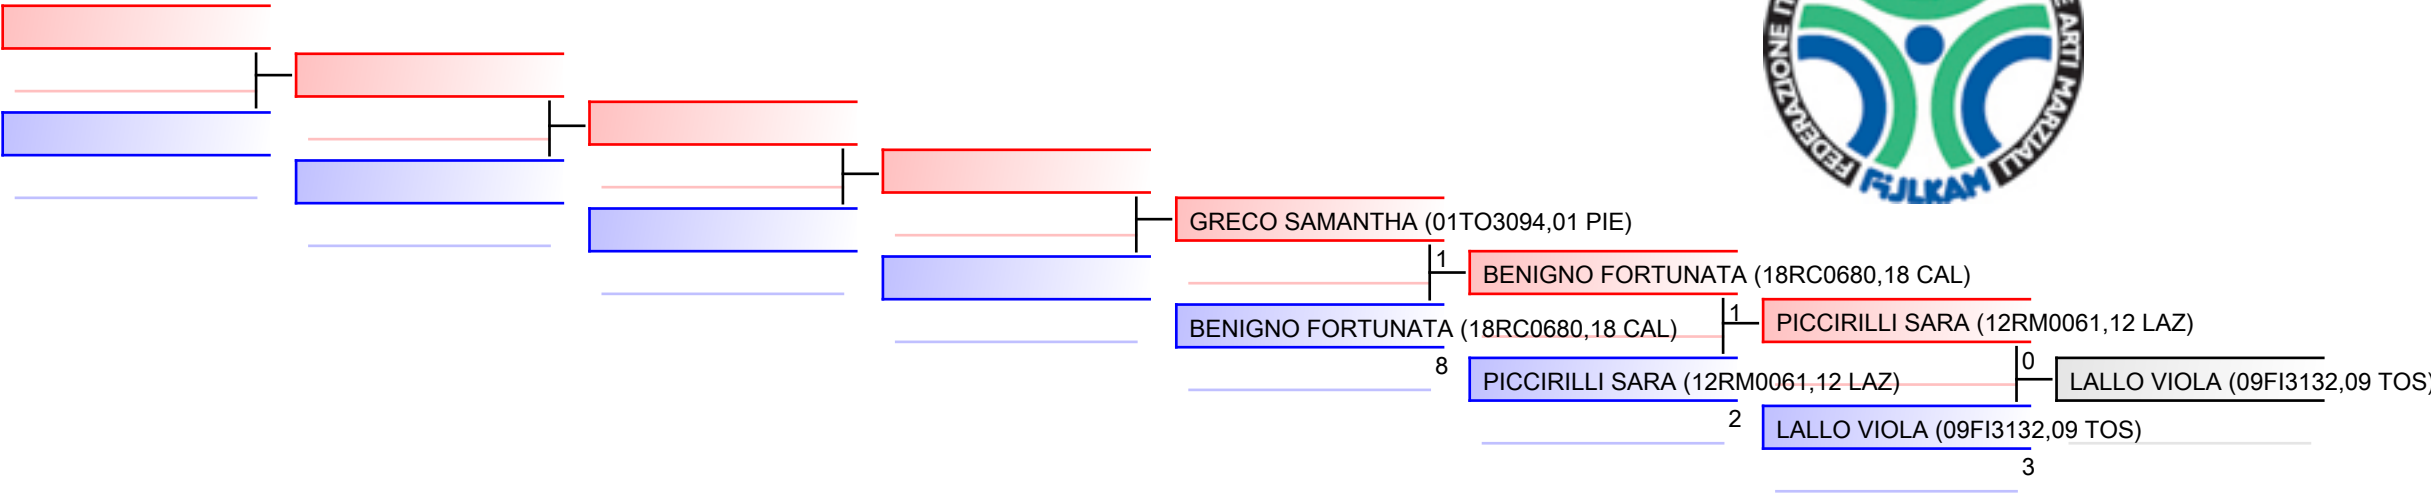 FEDERAZIONE
E ARTI MARZIALI
FIJLKAM
GRECO SAMANTHA (01TO3094,01 PIE)
1
BENIGNO FORTUNATA (18RC0680,18 CAL)
1
PICCIRILLI SARA (12RM0061,12 LAZ)
BENIGNO FORTUNATA (18RC0680,18 CAL)
8
0
PICCIRILLI SARA (12RM0061,12 LAZ)
LALLO VIOLA (09FI3132,09 TOS)
2
LALLO VIOLA (09FI3132,09 TOS)
3